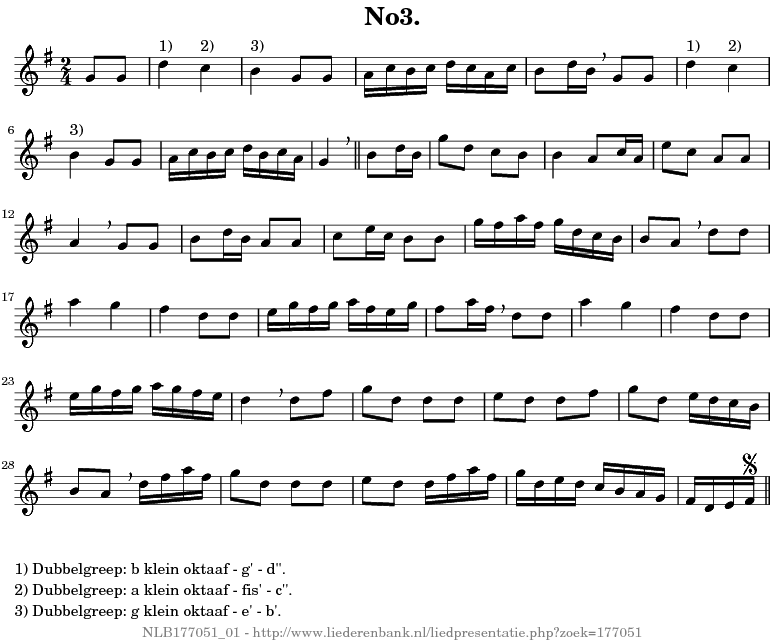 No3.
1) 2) 3) 1) 2)
6 3)
12
17
23
28
1) Dubbelgreep: b klein oktaaf - g' - d".
2) Dubbelgreep: a klein oktaaf - fis' - c".
3) Dubbelgreep: g klein oktaaf - e' - b'.
NLB177051_01 - http://www.liederenbank.nl/liedpresentatie.php?zoek=177051